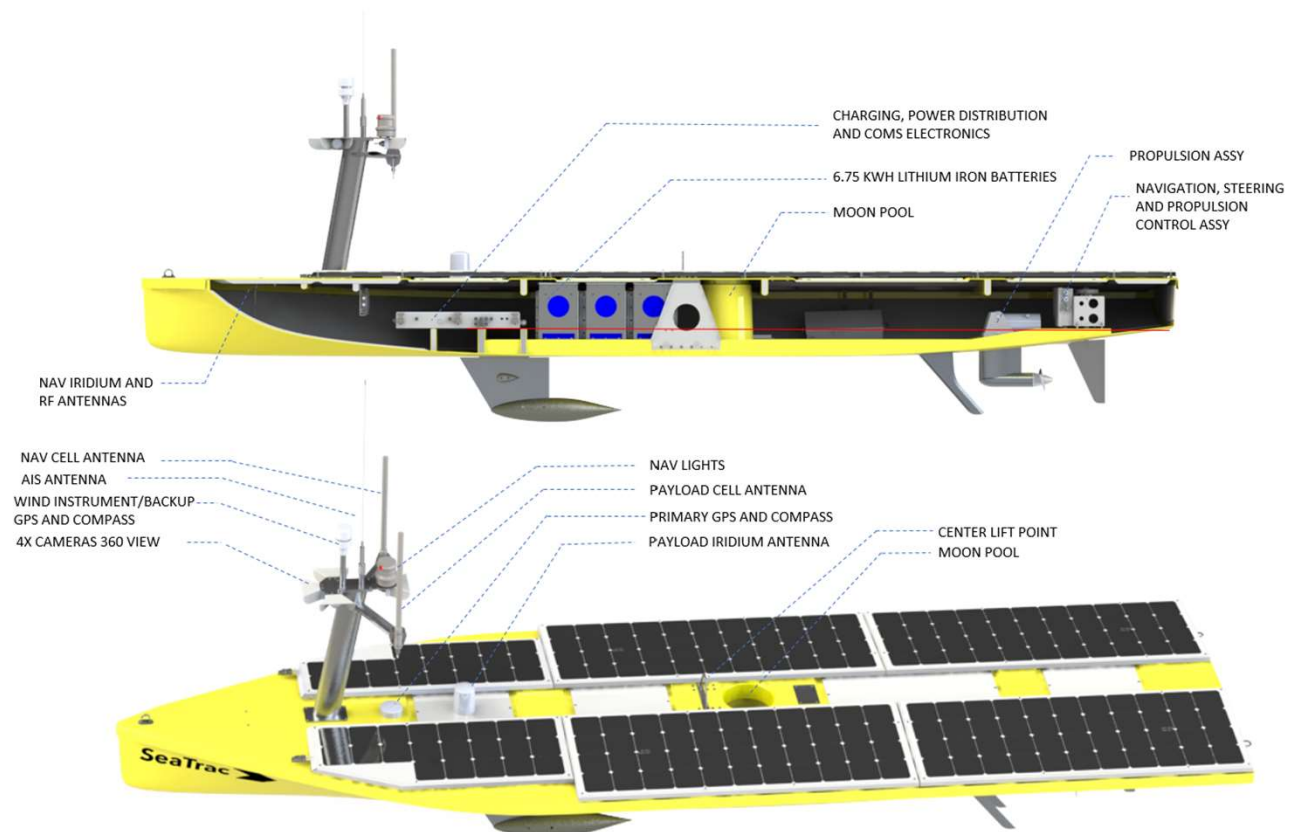 CHARGING, POWER DISTRIBUTION
AND COMS ELECTRONICS
PROPULSION ASSY
6.75 KWH LITHIUM IRON BATTERIES
NAVIGATION, STEERING
AND PROPULSION
CONTROL ASSY
MOON POOL
NAV IRIDIUM AND
RF ANTENNAS
NAV CELL ANTENNA
AIS ANTENNA
WIND INSTRUMENT/BACKUP
GPS AND COMPASS
4X CAMERAS 360 VIEW
NAV LIGHTS
PAYLOAD CELL ANTENNA
PRIMARY GPS AND COMPASS
PAYLOAD IRIDIUM ANTENNA
CENTER LIFT POINT
MOON POOL
SeaTrac